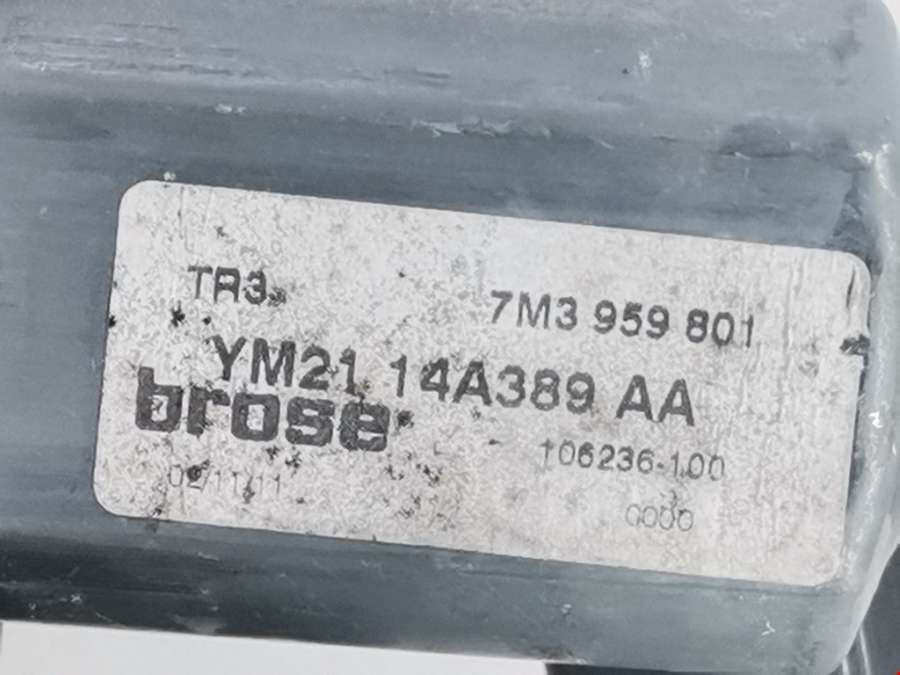 TR3
7M3 959 801
YM21 14A389 AA
brose
106236-100
02/11/11
0000